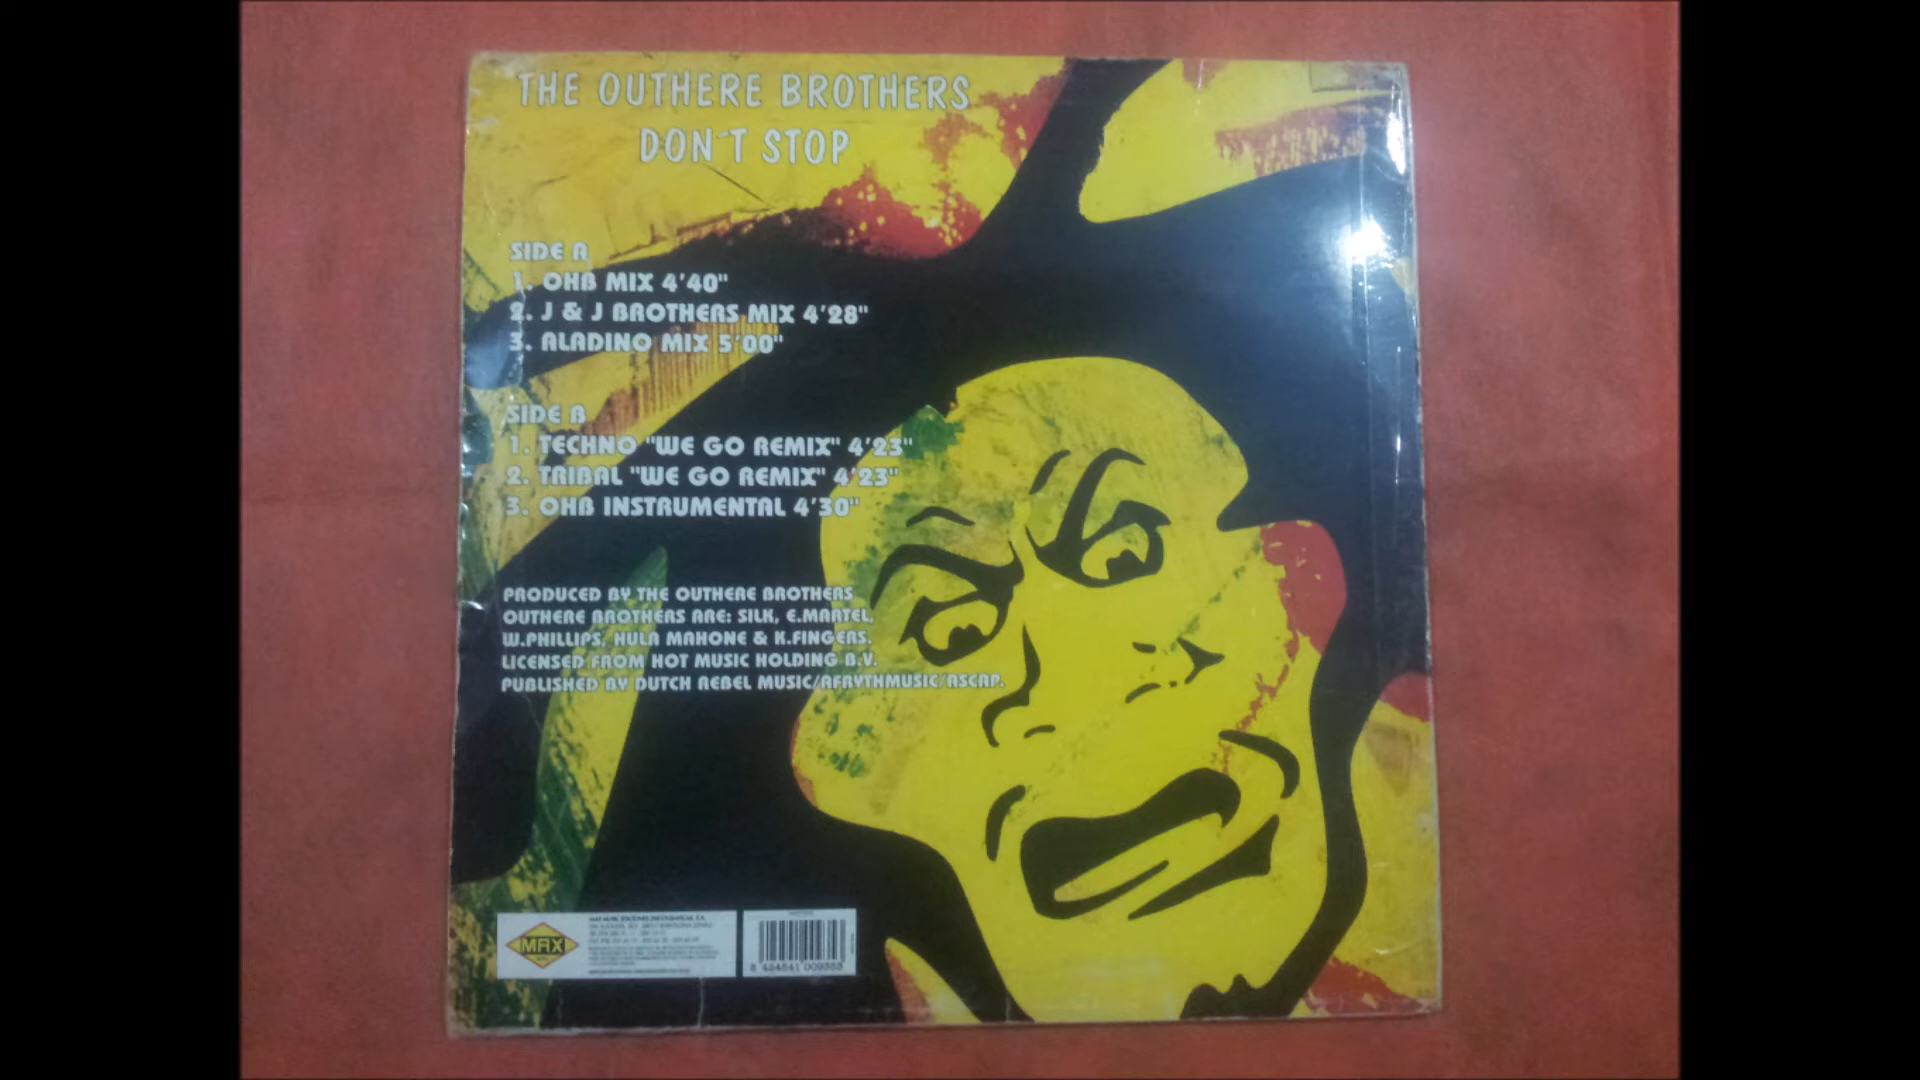 THE OUTHERE BROTHERS
DON´T STOP
SIDE A
1. OHB MIX 4'40"
2. J & J BROTHERS MIX 4'28"
3. ALADINO MIX 5'00"
SIDE B
1. TECHNO "WE GO REMIX" 4'23"
2. TRIBAL "WE GO REMIX" 4'23"
3. OHB INSTRUMENTAL 4'30"
PRODUCED BY THE OUTHERE BROTHERS
OUTHERE BROTHERS ARE: SILK, E.MARTEL,
W.PHILLIPS, HULA MAHONE & K.FINGERS.
LICENSED FROM HOT MUSIC HOLDING B.V.
PUBLISHED BY DUTCH REBEL MUSIC/AFRYTHMUSIC/ASCAP.
MAX